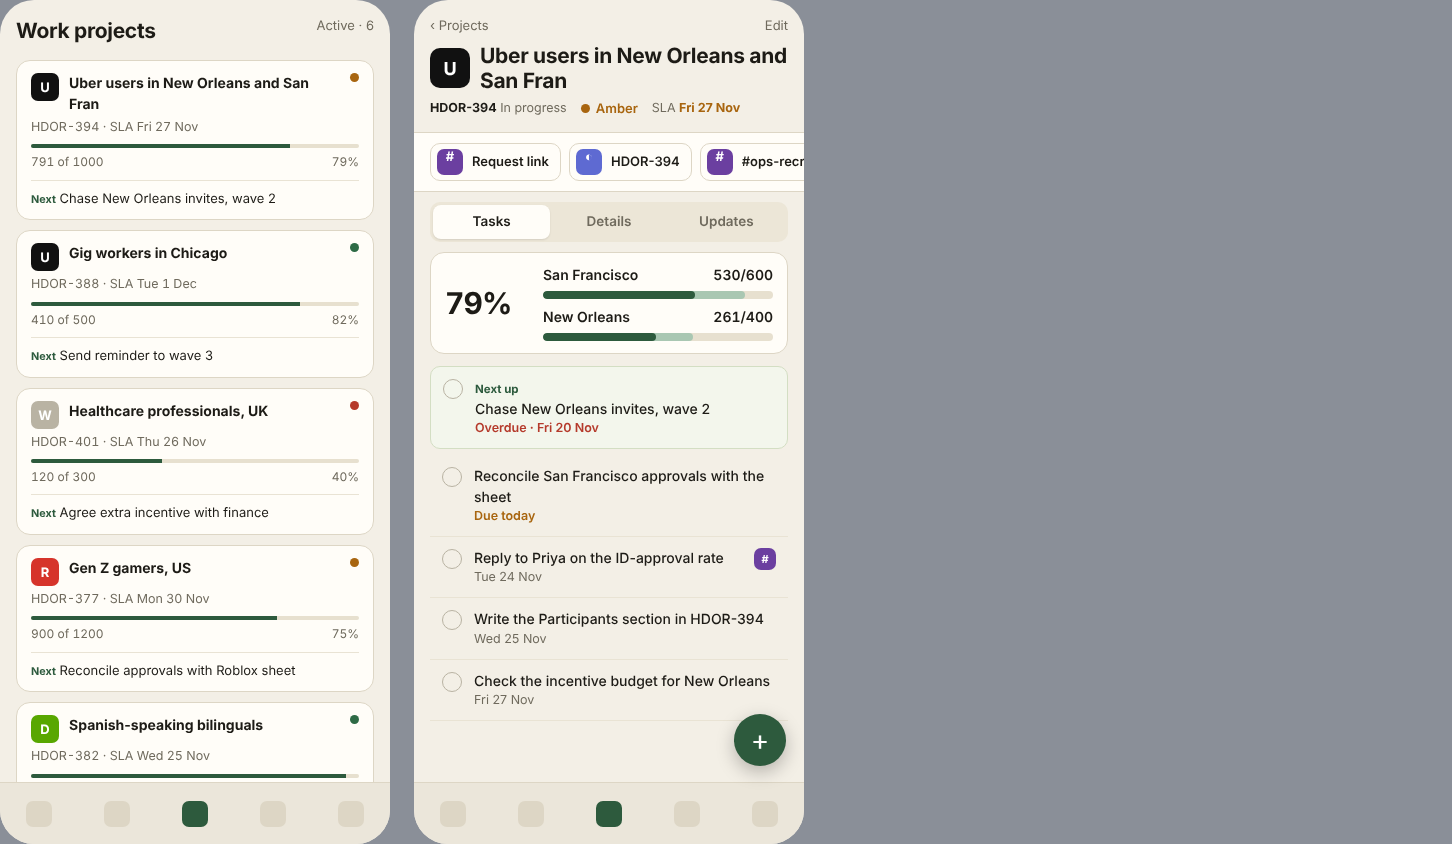 Work projects
Active · 6
U
Uber users in New Orleans and San
Fran
HDOR-394 · SLA Fri 27 Nov
791 of 1000
79%
Next Chase New Orleans invites, wave 2
U
Gig workers in Chicago
HDOR-388 · SLA Tue 1 Dec
410 of 500
82%
Next Send reminder to wave 3
W
Healthcare professionals, UK
HDOR-401 · SLA Thu 26 Nov
120 of 300
40%
Next Agree extra incentive with finance
R
Gen Z gamers, US
HDOR-377 · SLA Mon 30 Nov
900 of 1200
75%
Next Reconcile approvals with Roblox sheet
D
Spanish-speaking bilinguals
HDOR-382 · SLA Wed 25 Nov
‹ Projects
Edit
U
Uber users in New Orleans and
San Fran
HDOR-394 In progress
Amber
SLA Fri 27 Nov
# Request link
HDOR-394
# #ops-recr
Tasks
Details
Updates
79%
San Francisco
530/600
New Orleans
261/400
Next up
Chase New Orleans invites, wave 2
Overdue · Fri 20 Nov
Reconcile San Francisco approvals with the
sheet
Due today
Reply to Priya on the ID-approval rate
#
Tue 24 Nov
Write the Participants section in HDOR-394
Wed 25 Nov
Check the incentive budget for New Orleans
Fri 27 Nov
+